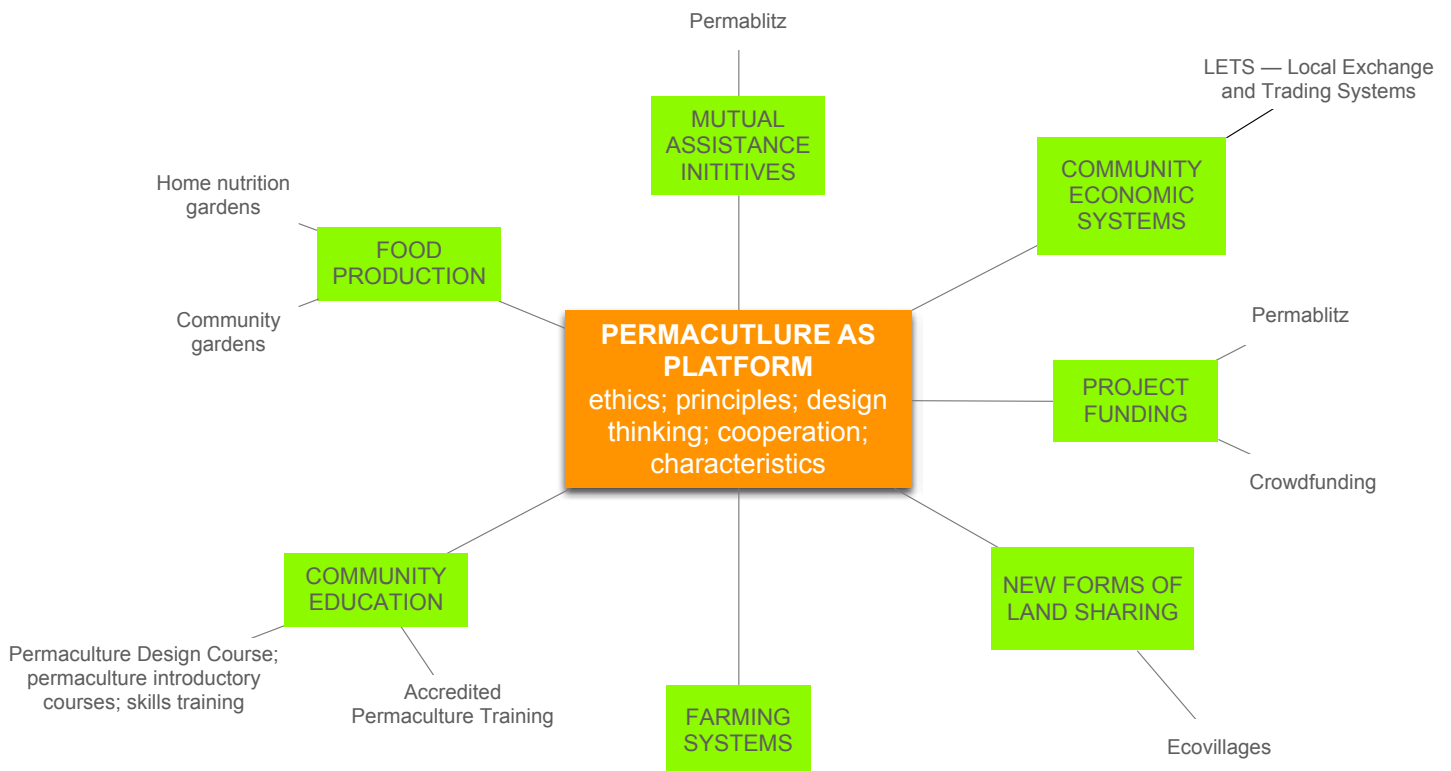 Permablitz
LETS — Local Exchange
and Trading Systems
MUTUAL
ASSISTANCE
INITITIVES
COMMUNITY
ECONOMIC
SYSTEMS
Home nutrition
gardens
FOOD
PRODUCTION
Community
gardens
PERMACUTLURE AS
PLATFORM
ethics; principles; design
thinking; cooperation;
characteristics
Permablitz
PROJECT
FUNDING
Crowdfunding
COMMUNITY
EDUCATION
Permaculture Design Course;
permaculture introductory
courses; skills training
Accredited
Permaculture Training
FARMING
SYSTEMS
NEW FORMS OF
LAND SHARING
Ecovillages